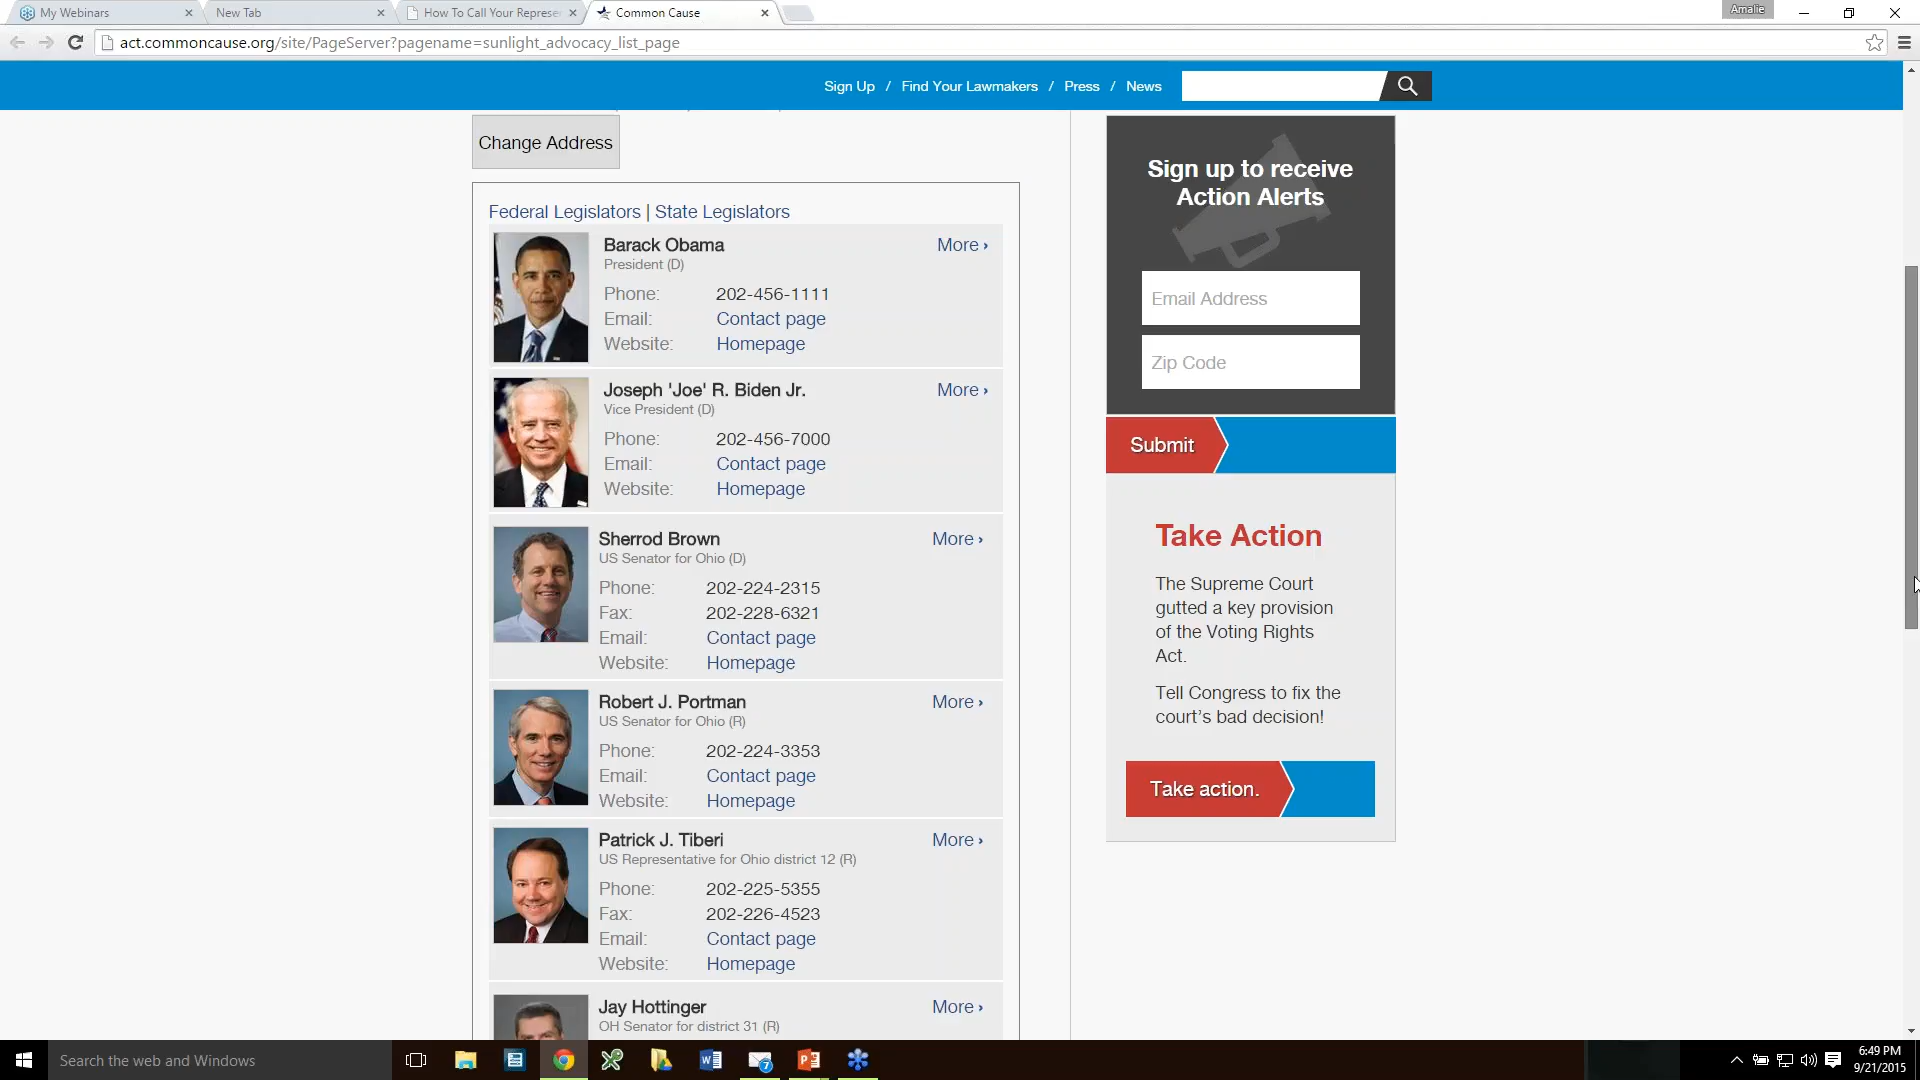 My Webinars
New Tab
How To Call Your Represe
Common Cause
Amalie
act.commoncause.org/site/PageServer?pagename=sunlight_advocacy_list_page
Sign Up / Find Your Lawmakers / Press / News
Change Address
Federal Legislators | State Legislators
Barack Obama More ›
President (D)
Phone: 202-456-1111
Email: Contact page
Website: Homepage
Joseph 'Joe' R. Biden Jr. More ›
Vice President (D)
Phone: 202-456-7000
Email: Contact page
Website: Homepage
Sherrod Brown More ›
US Senator for Ohio (D)
Phone: 202-224-2315
Fax: 202-228-6321
Email: Contact page
Website: Homepage
Robert J. Portman More ›
US Senator for Ohio (R)
Phone: 202-224-3353
Email: Contact page
Website: Homepage
Patrick J. Tiberi More ›
US Representative for Ohio district 12 (R)
Phone: 202-225-5355
Fax: 202-226-4523
Email: Contact page
Website: Homepage
Jay Hottinger More ›
OH Senator for district 31 (R)
Sign up to receive
Action Alerts
Email Address
Zip Code
Submit
Take Action
The Supreme Court
gutted a key provision
of the Voting Rights
Act.
Tell Congress to fix the
court's bad decision!
Take action.
Search the web and Windows
7
6:49 PM
9/21/2015